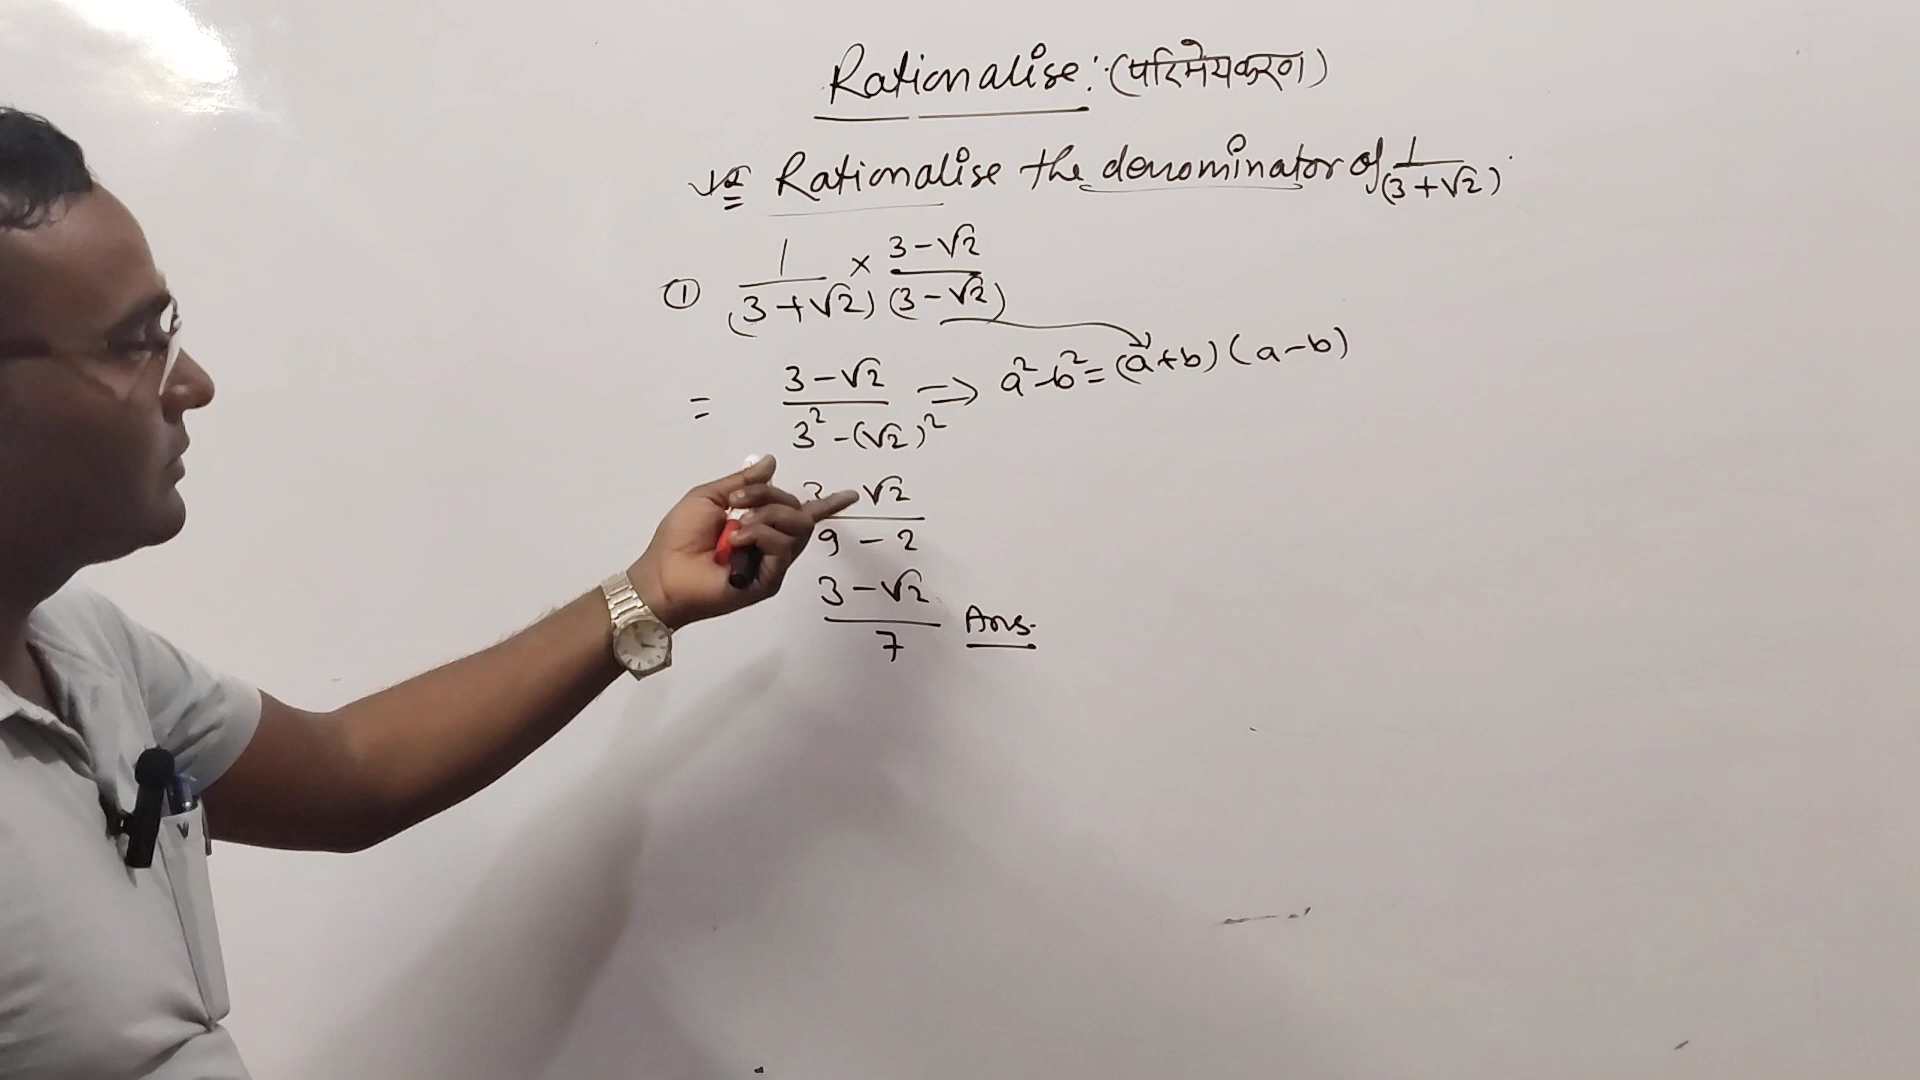 Rationalise: (परिमेयकरण)
Rationalise the denominator of 1/(3+√2)
① 1/(3+√2) × (3-√2)/(3-√2)
= (3-√2)/(3²-(√2)²) ⇒ a²-b²=(a+b)(a-b)
√2/(9-2)
(3-√2)/7 Ans.